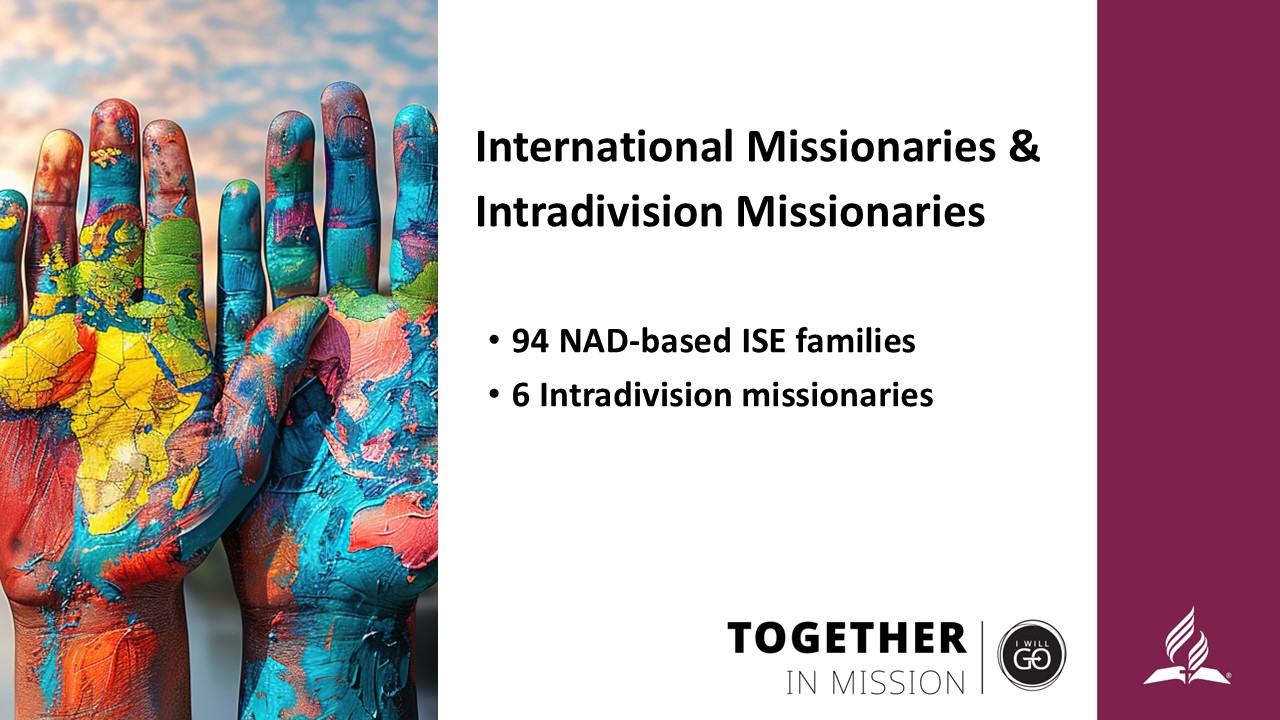 International Missionaries &
Intradivision Missionaries
• 94 NAD-based ISE families
• 6 Intradivision missionaries
TOGETHER
IN MISSION
I WILL
GO
®